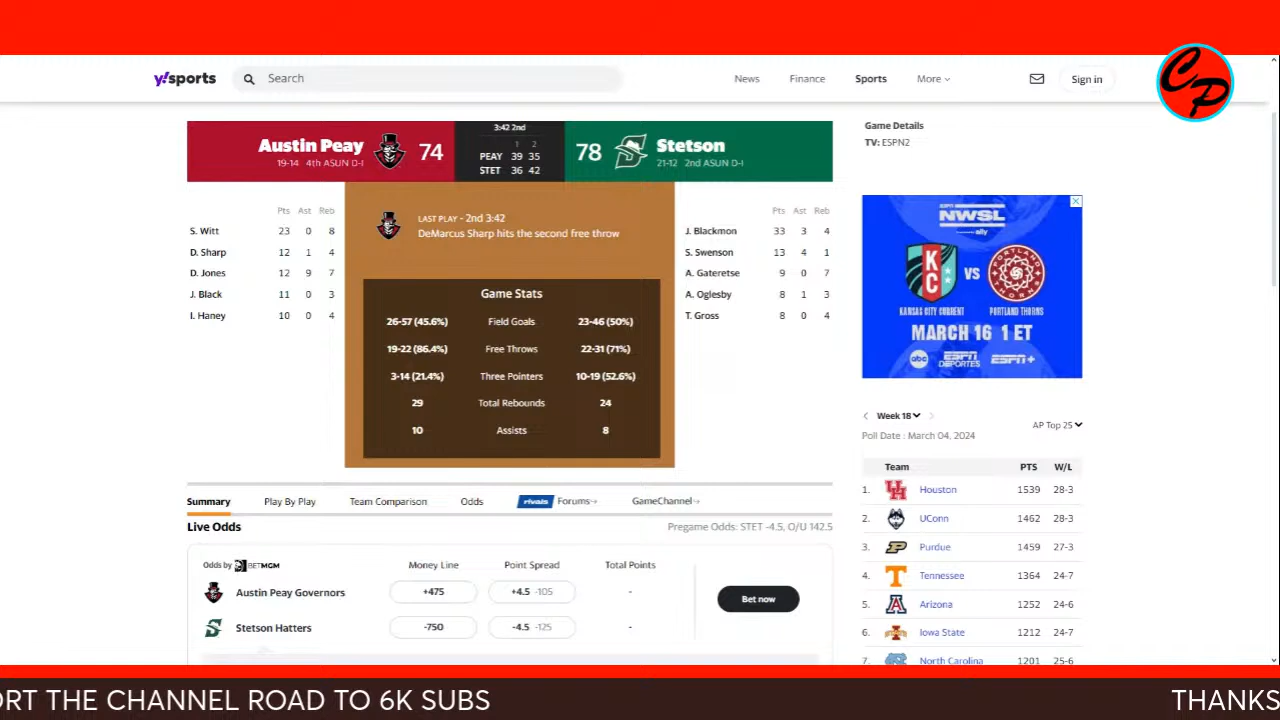 y!sports
Search
News
Finance
Sports
More
Sign in
CP
Austin Peay
19-14 4th ASUN D-I
74
3:42 2nd
1 2
PEAY 39 35
STET 36 42
78
Stetson
21-12 2nd ASUN D-I
Game Details
TV: ESPN2
Pts Ast Reb
S. Witt 23 0 8
D. Sharp 12 1 4
D. Jones 12 9 7
J. Black 11 0 3
I. Haney 10 0 4
LAST PLAY - 2nd 3:42
DeMarcus Sharp hits the second free throw
Game Stats
26-57 (45.6%) Field Goals 23-46 (50%)
19-22 (86.4%) Free Throws 22-31 (71%)
3-14 (21.4%) Three Pointers 10-19 (52.6%)
29 Total Rebounds 24
10 Assists 8
Pts Ast Reb
J. Blackmon 33 3 4
S. Swenson 13 4 1
A. Gateretse 9 0 7
A. Oglesby 8 1 3
T. Gross 8 0 4
ESPN
NWSL
ally
KC VS
KANSAS CITY CURRENT PORTLAND THORNS
MARCH 16 1 ET
abc ESPN DEPORTES ESPN+
Week 18
AP Top 25
Poll Date : March 04, 2024
Team PTS W/L
1. Houston 1539 28-3
2. UConn 1462 28-3
3. Purdue 1459 27-3
4. Tennessee 1364 24-7
5. Arizona 1252 24-6
6. Iowa State 1212 24-7
7. North Carolina 1201 25-6
Summary Play By Play Team Comparison Odds rivals Forums GameChannel
Live Odds
Pregame Odds: STET -4.5, O/U 142.5
Odds by BETMGM Money Line Point Spread Total Points
Austin Peay Governors +475 +4.5 -105 -
Stetson Hatters -750 -4.5 -125 -
Bet now
ORT THE CHANNEL ROAD TO 6K SUBS
THANKS